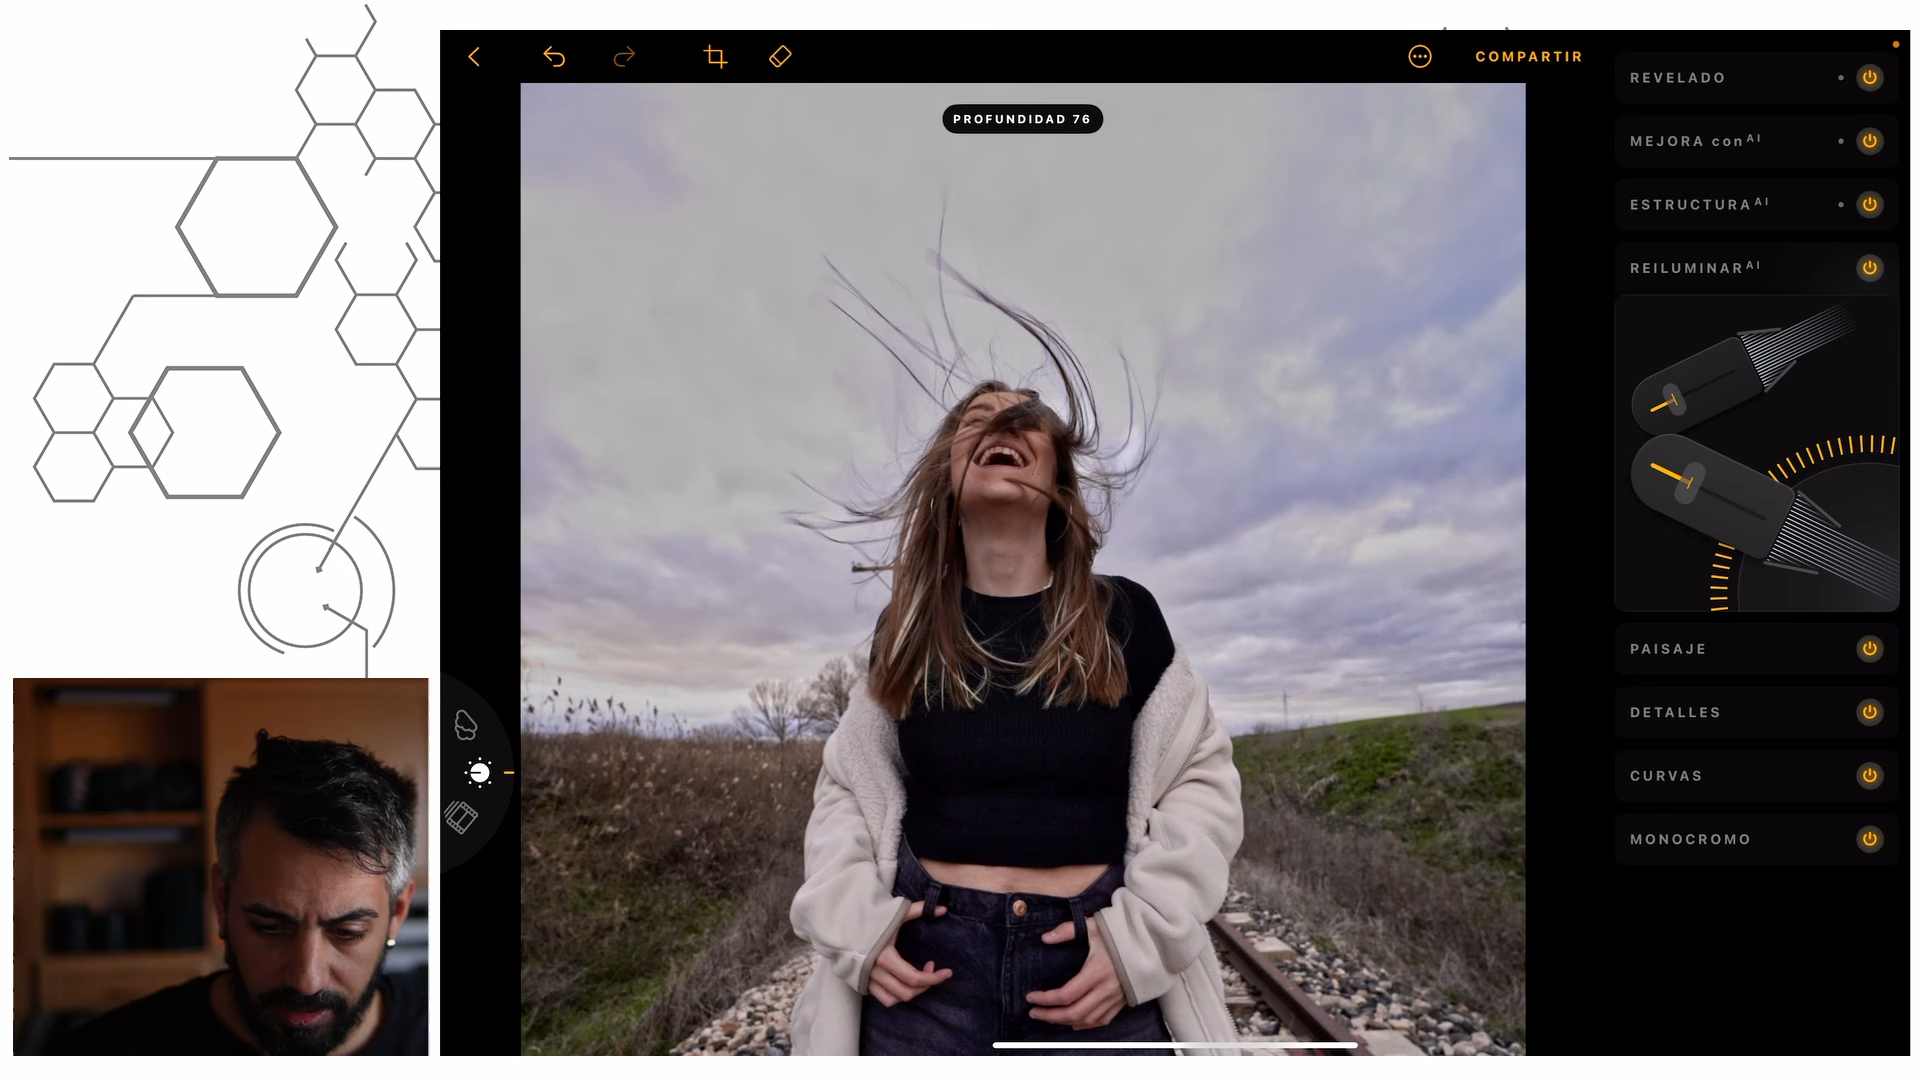 COMPARTIR
PROFUNDIDAD 76
REVELADO
MEJORA con AI
ESTRUCTURA AI
REILUMINAR AI
PAISAJE
DETALLES
CURVAS
MONOCROMO